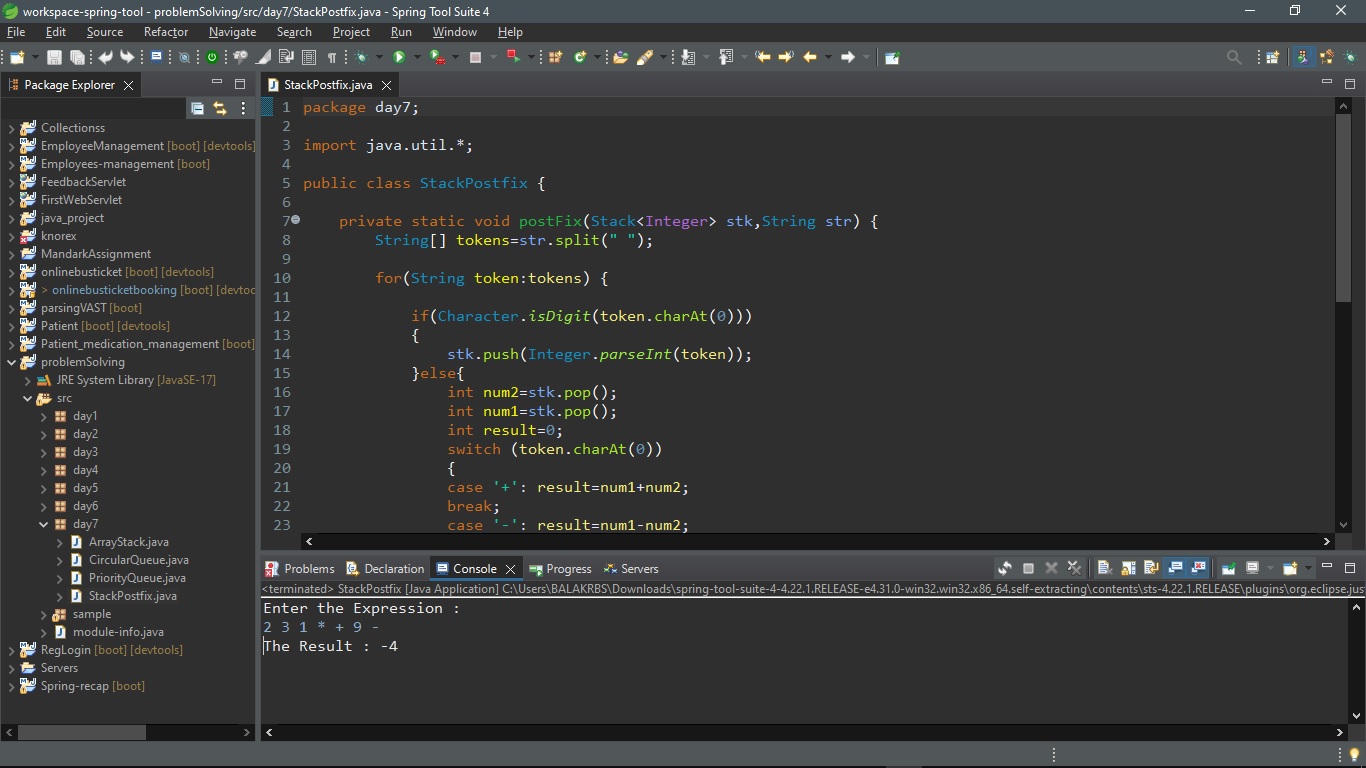 workspace-spring-tool - problemSolving/src/day7/StackPostfix.java - Spring Tool Suite 4
File Edit Source Refactor Navigate Search Project Run Window Help
Package Explorer
Collectionss
EmployeeManagement [boot] [devtools]
Employees-management [boot]
FeedbackServlet
FirstWebServlet
java_project
knorex
MandarkAssignment
onlinebusticket [boot] [devtools]
> onlinebusticketbooking [boot] [devtoo
parsingVAST [boot]
Patient [boot] [devtools]
Patient_medication_management [boot]
problemSolving
JRE System Library [JavaSE-17]
src
day1
day2
day3
day4
day5
day6
day7
ArrayStack.java
CircularQueue.java
PriorityQueue.java
StackPostfix.java
sample
module-info.java
RegLogin [boot] [devtools]
Servers
Spring-recap [boot]
StackPostfix.java
1 package day7;
2
3 import java.util.*;
4
5 public class StackPostfix {
6
7 private static void postFix(Stack<Integer> stk,String str) {
8 String[] tokens=str.split(" ");
9
10 for(String token:tokens) {
11
12 if(Character.isDigit(token.charAt(0)))
13 {
14 stk.push(Integer.parseInt(token));
15 }else{
16 int num2=stk.pop();
17 int num1=stk.pop();
18 int result=0;
19 switch (token.charAt(0))
20 {
21 case '+': result=num1+num2;
22 break;
23 case '-': result=num1-num2;
Problems Declaration Console Progress Servers
<terminated> StackPostfix [Java Application] C:\Users\BALAKRBS\Downloads\spring-tool-suite-4-4.22.1.RELEASE-e4.31.0-win32.win32.x86_64.self-extracting\contents\sts-4.22.1.RELEASE\plugins\org.eclipse.jus
Enter the Expression :
2 3 1 * + 9 -
The Result : -4